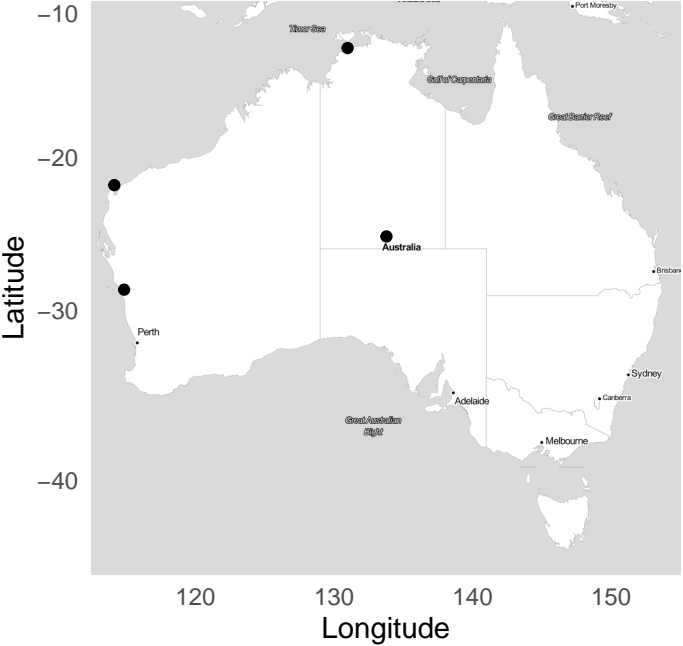 −10
Port Moresby
Timor Sea
Gulf of Carpentaria
Great Barrier Reef
−20
Australia
Latitude
Brisban
−30
Perth
Sydney
Canberra
Adelaide
Great Australian
Bight
Melbourne
−40
120
130
140
150
Longitude